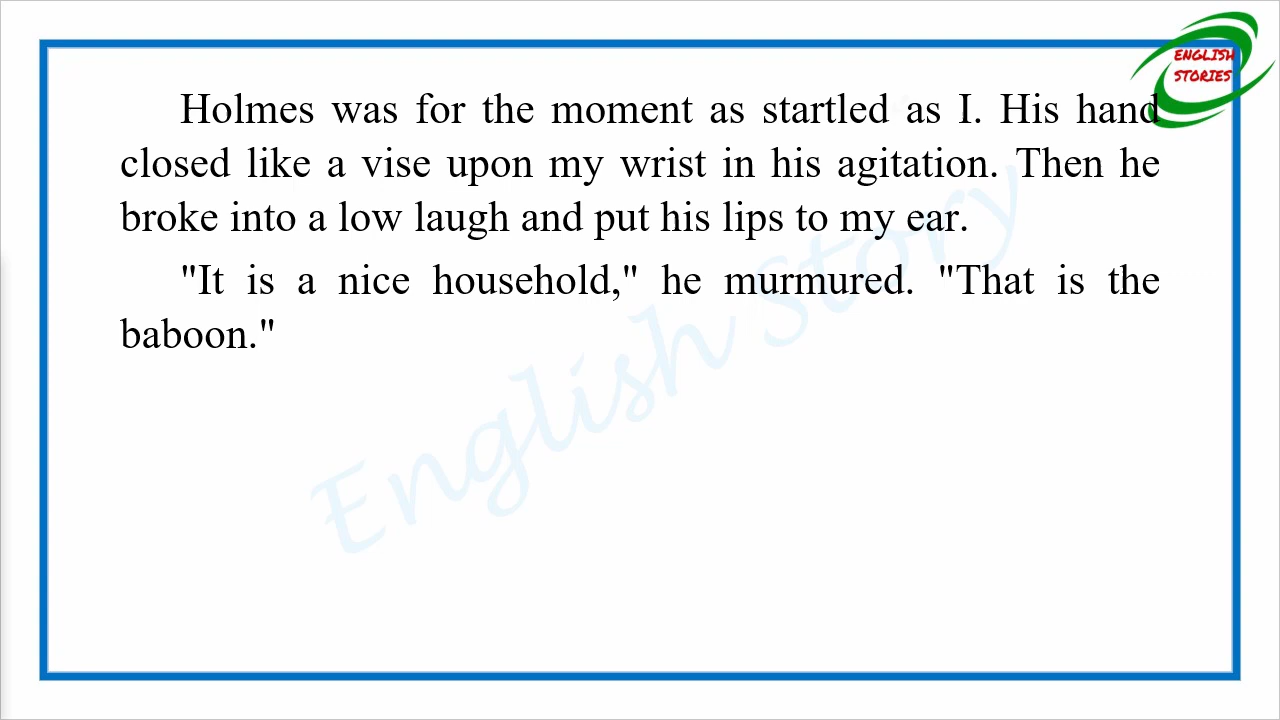 ENGLISH
STORIES
Holmes was for the moment as startled as I. His hand
closed like a vise upon my wrist in his agitation. Then he
broke into a low laugh and put his lips to my ear.
"It is a nice household," he murmured. "That is the
baboon."
English Story